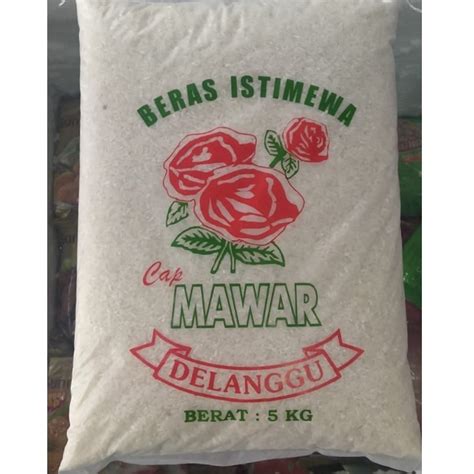 BERAS ISTIMEWA
Cap
MAWAR
DELANGGU
BERAT : 5 KG